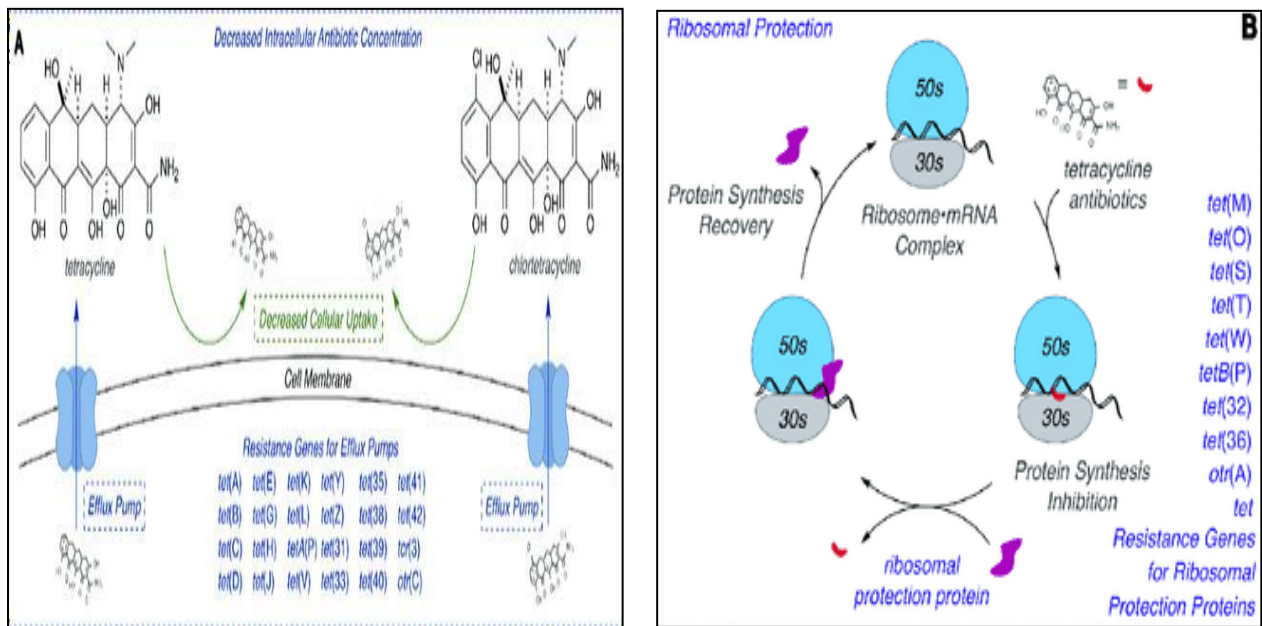 A
Decreased Intracellular Antibiotic Concentration
HO
H
H
N
OH
NH2
OH
OH
O
OH
O
O
tetracycline
Cl
HO
H
H
N
OH
NH2
OH
OH
O
OH
O
O
chlortetracycline
Decreased Cellular Uptake
Cell Membrane
Efflux Pump
Efflux Pump
Resistance Genes for Efflux Pumps
tet(A) tet(E) tet(K) tet(Y) tet(35) tet(41)
tet(B) tet(G) tet(L) tet(Z) tet(38) tet(42)
tet(C) tet(H) tetA(P) tet(31) tet(39) tcr(3)
tet(D) tet(J) tet(V) tet(33) tet(40) otr(C)
B
Ribosomal Protection
50s
30s
Ribosome•mRNA
Complex
=
tetracycline
antibiotics
Protein Synthesis
Recovery
50s
30s
50s
30s
Protein Synthesis
Inhibition
ribosomal
protection protein
tet(M)
tet(O)
tet(S)
tet(T)
tet(W)
tetB(P)
tet(32)
tet(36)
otr(A)
tet
Resistance Genes
for Ribosomal
Protection Proteins